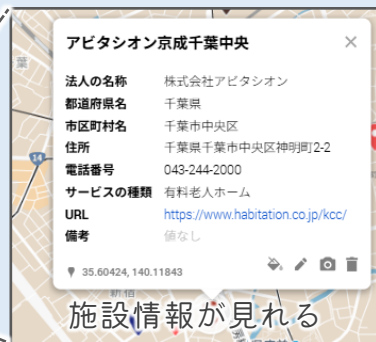 アビタシオン京成千葉中央
法人の名称 株式会社アビタシオン
都道府県名 千葉県
市区町村名 千葉市中央区
住所 千葉県千葉市中央区神明町2-2
電話番号 043-244-2000
サービスの種類 有料老人ホーム
URL https://www.habitation.co.jp/kcc/
備考 値なし
35.60424, 140.11843
葉
14
新宿
施設情報が見れる